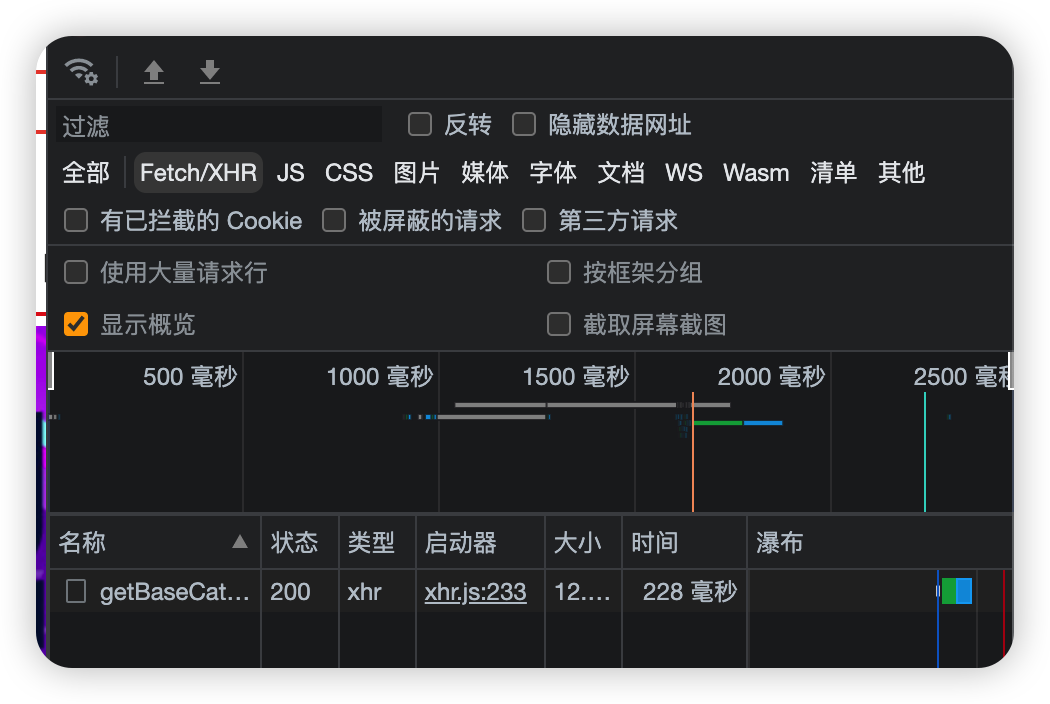 过滤 反转 隐藏数据网址
全部 Fetch/XHR JS CSS 图片 媒体 字体 文档 WS Wasm 清单 其他
有已拦截的 Cookie 被屏蔽的请求 第三方请求
使用大量请求行 按框架分组
显示概览 截取屏幕截图
500 毫秒 1000 毫秒 1500 毫秒 2000 毫秒 2500 毫秒
名称 状态 类型 启动器 大小 时间 瀑布
getBaseCat… 200 xhr xhr.js:233 12.… 228 毫秒